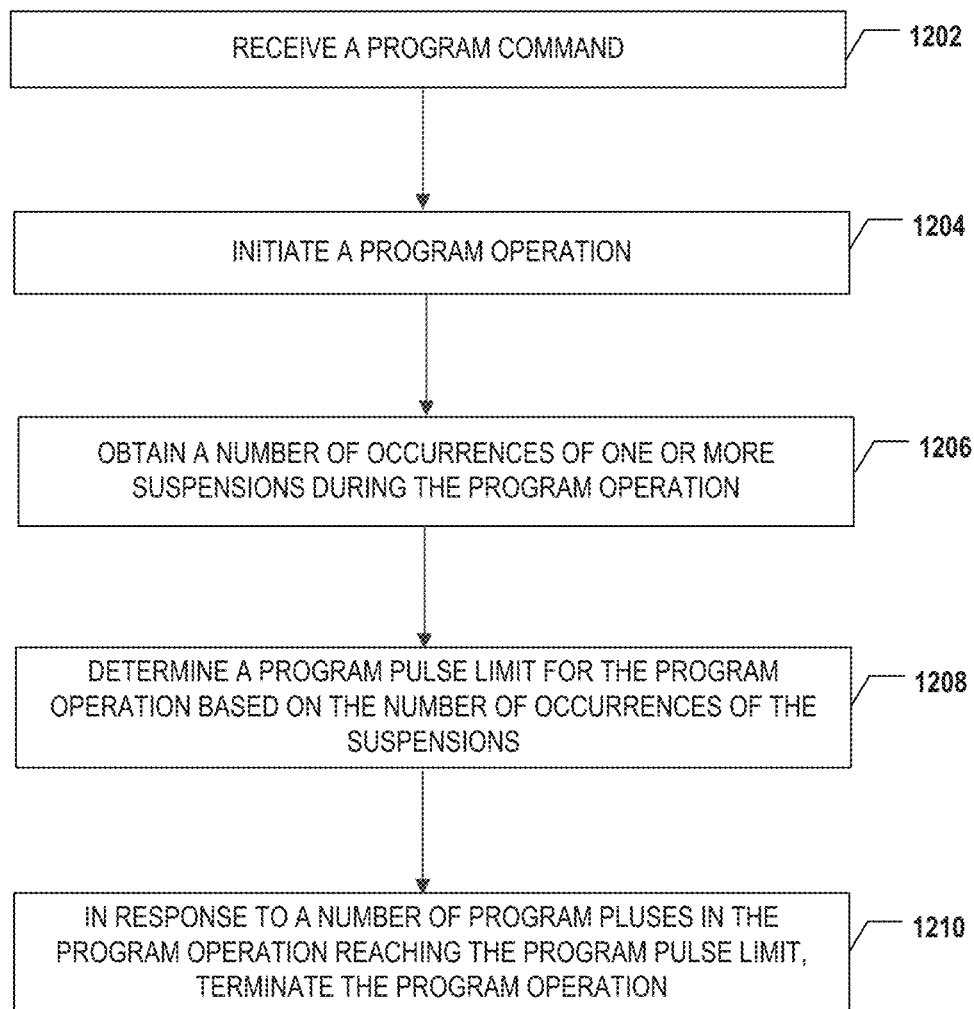 RECEIVE A PROGRAM COMMAND
1202
INITIATE A PROGRAM OPERATION
1204
OBTAIN A NUMBER OF OCCURRENCES OF ONE OR MORE
SUSPENSIONS DURING THE PROGRAM OPERATION
1206
DETERMINE A PROGRAM PULSE LIMIT FOR THE PROGRAM
OPERATION BASED ON THE NUMBER OF OCCURRENCES OF THE
SUSPENSIONS
1208
IN RESPONSE TO A NUMBER OF PROGRAM PLUSES IN THE
PROGRAM OPERATION REACHING THE PROGRAM PULSE LIMIT,
TERMINATE THE PROGRAM OPERATION
1210